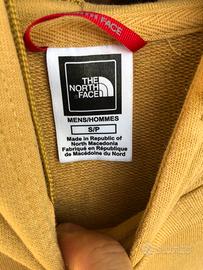 THE
NORTH
FACE
MENS/HOMMES
S/P
Made in Republic of
North Macedonia
Fabriqué en République
de Macédoine du Nord